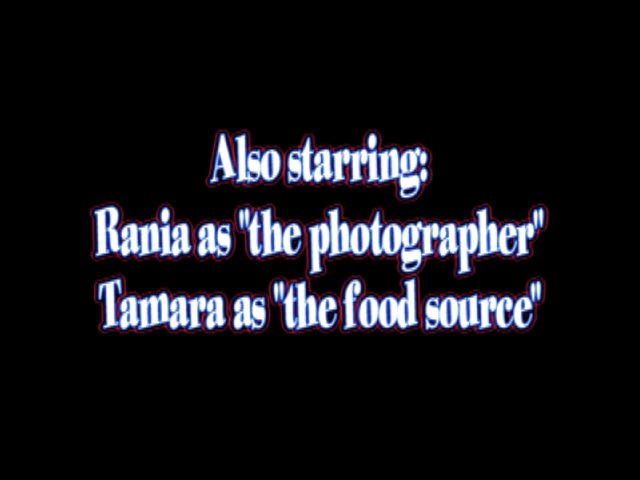 Also starring:
Rania as "the photographer"
Tamara as "the food source"